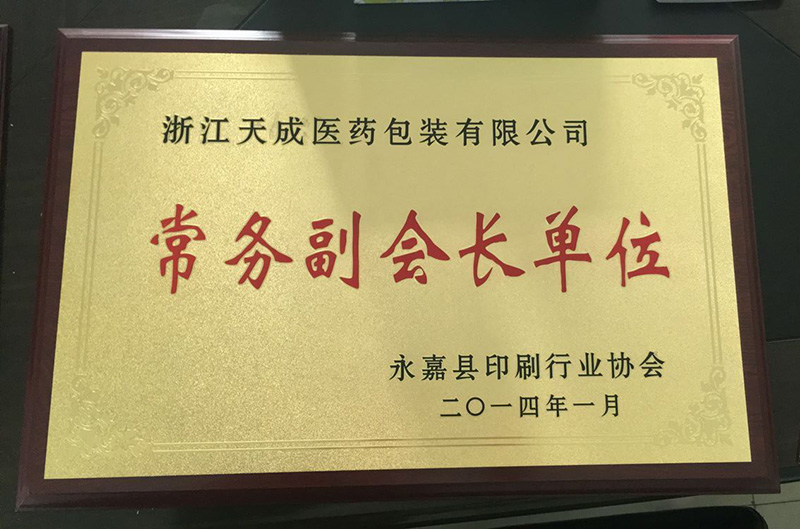 浙江天成医药包装有限公司
常务副会长单位
永嘉县印刷行业协会
二〇一四年一月